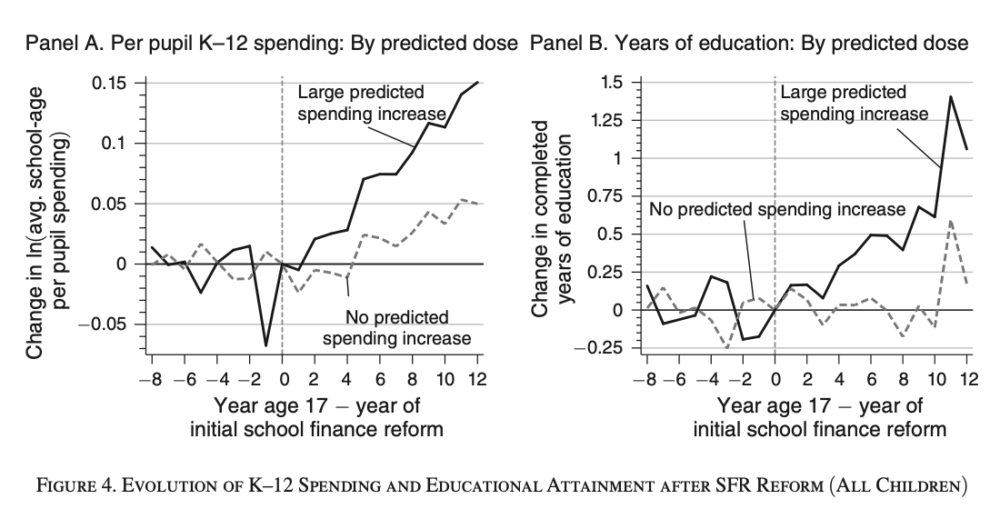 Panel A. Per pupil K–12 spending: By predicted dose
Change in ln(avg. school-age
per pupil spending)
0.15
0.1
0.05
0
−0.05
Large predicted
spending increase
No predicted
spending increase
−8 −6 −4 −2 0 2 4 6 8 10 12
Year age 17 − year of
initial school finance reform
Panel B. Years of education: By predicted dose
Change in completed
years of education
1.5
1.25
1
0.75
0.5
0.25
0
−0.25
Large predicted
spending increase
No predicted spending increase
−8 −6 −4 −2 0 2 4 6 8 10 12
Year age 17 − year of
initial school finance reform
Figure 4. Evolution of K–12 Spending and Educational Attainment after SFR Reform (All Children)